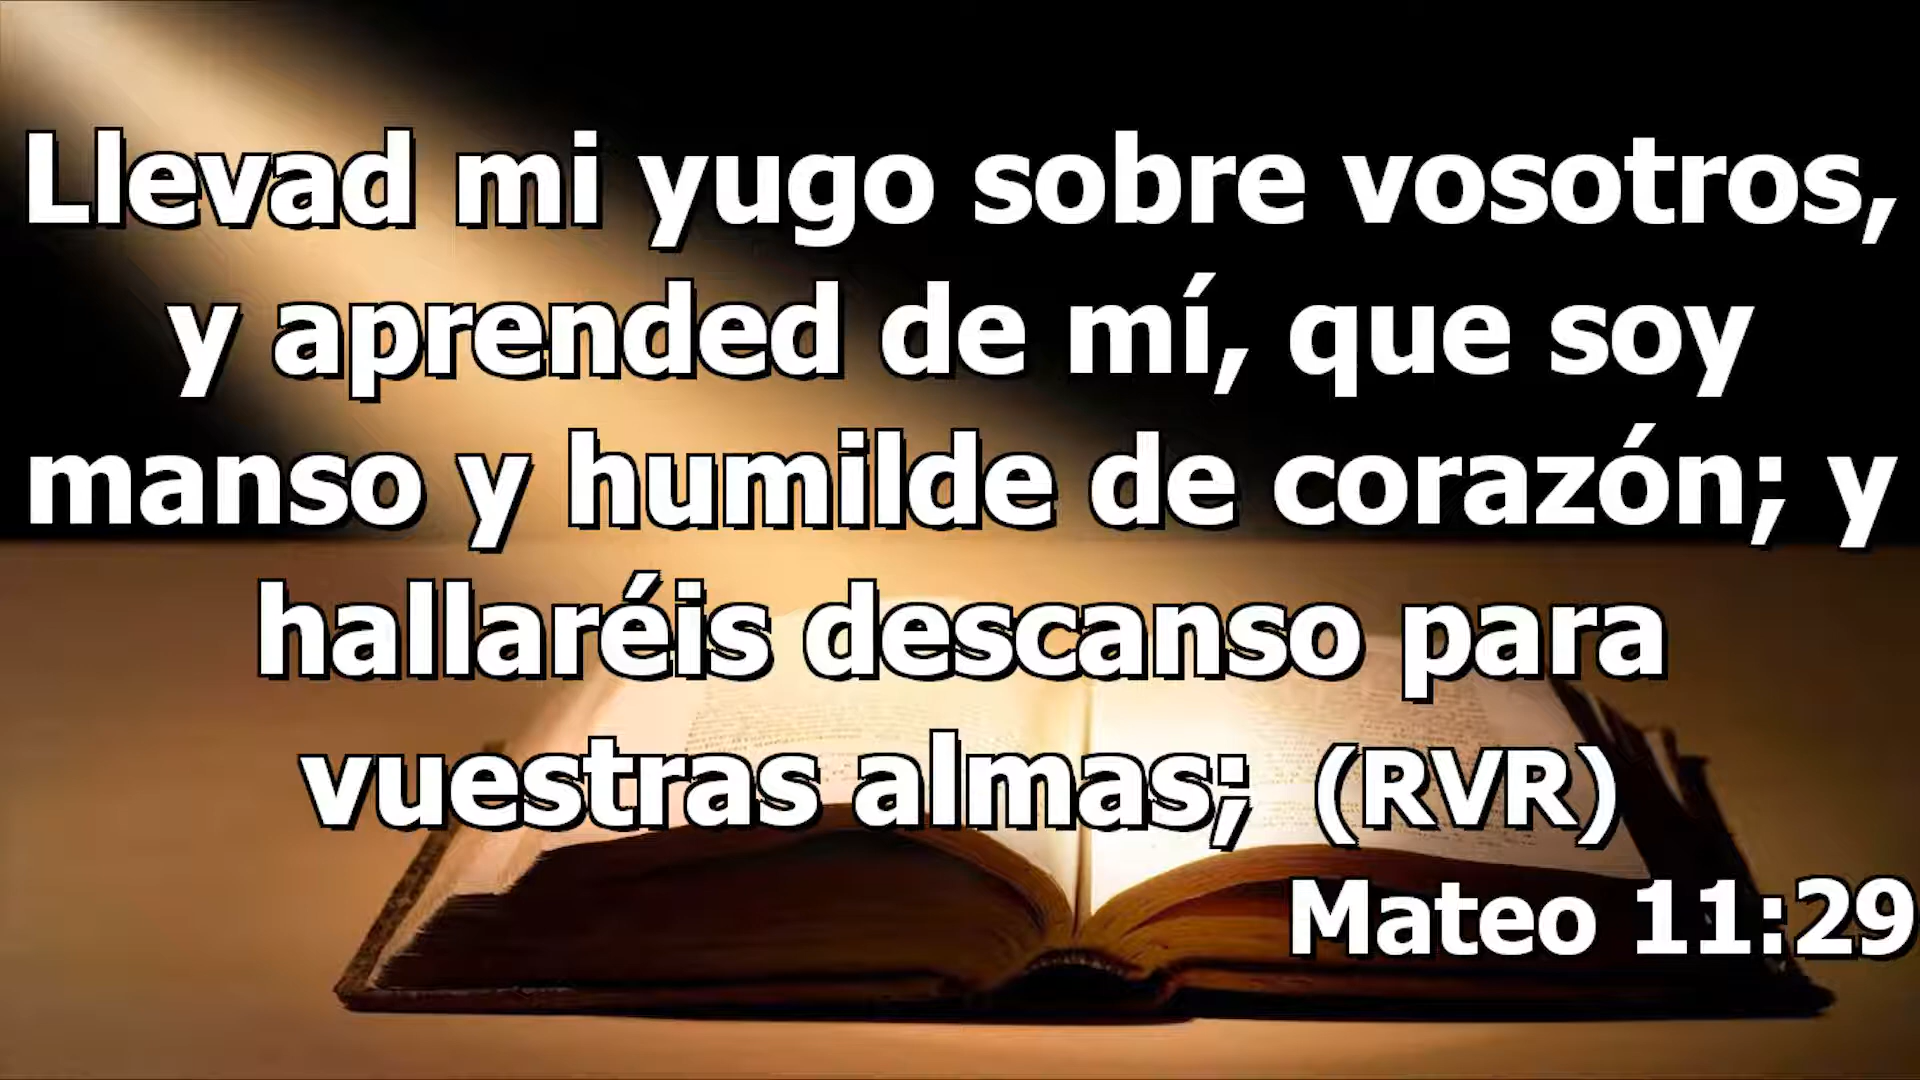 Llevad mi yugo sobre vosotros,
y aprended de mí, que soy
manso y humilde de corazón; y
hallaréis descanso para
vuestras almas; (RVR)
Mateo 11:29